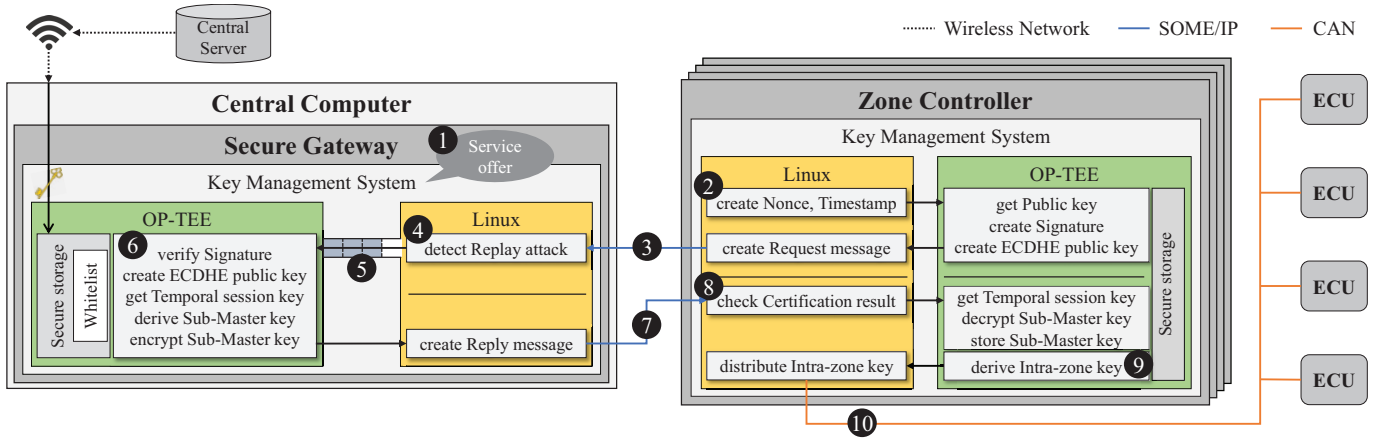 Central
Server
Wireless Network
SOME/IP
CAN
Central Computer
Secure Gateway
1
Service
offer
Key Management System
OP-TEE
Linux
Secure storage
Whitelist
6
verify Signature
create ECDHE public key
get Temporal session key
derive Sub-Master key
encrypt Sub-Master key
5
4
detect Replay attack
create Reply message
3
7
Zone Controller
Key Management System
Linux
OP-TEE
2
create Nonce, Timestamp
create Request message
8
check Certification result
distribute Intra-zone key
get Public key
create Signature
create ECDHE public key
get Temporal session key
decrypt Sub-Master key
store Sub-Master key
derive Intra-zone key
9
Secure storage
10
ECU
ECU
ECU
ECU